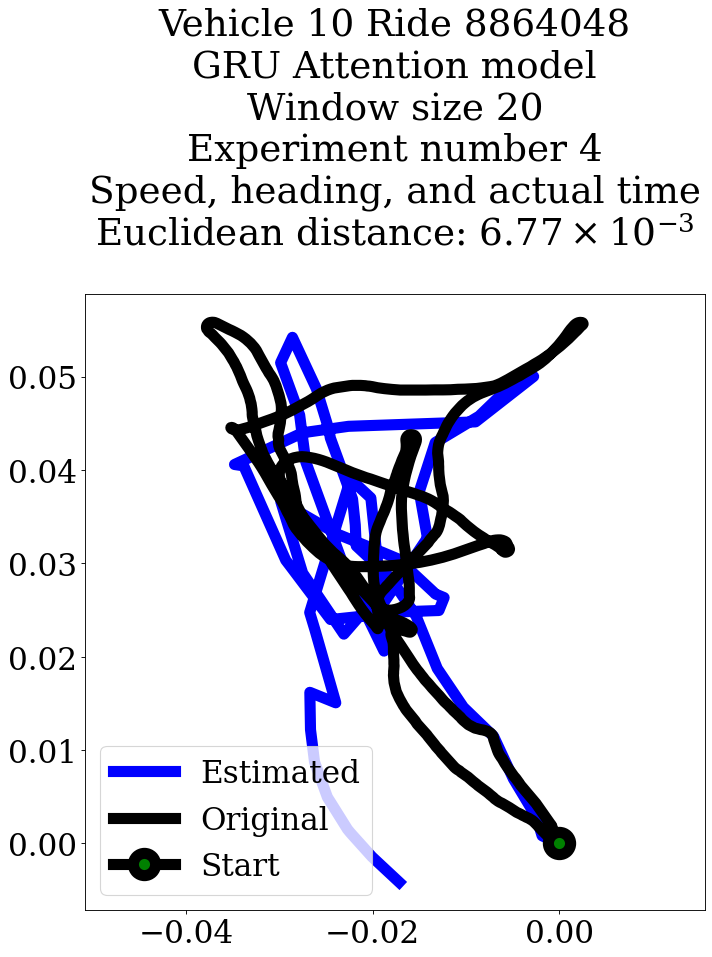 Vehicle 10 Ride 8864048
GRU Attention model
Window size 20
Experiment number 4
Speed, heading, and actual time
Euclidean distance: 6.77 × 10⁻³
0.05
0.04
0.03
0.02
0.01
0.00
Estimated
Original
Start
−0.04
−0.02
0.00